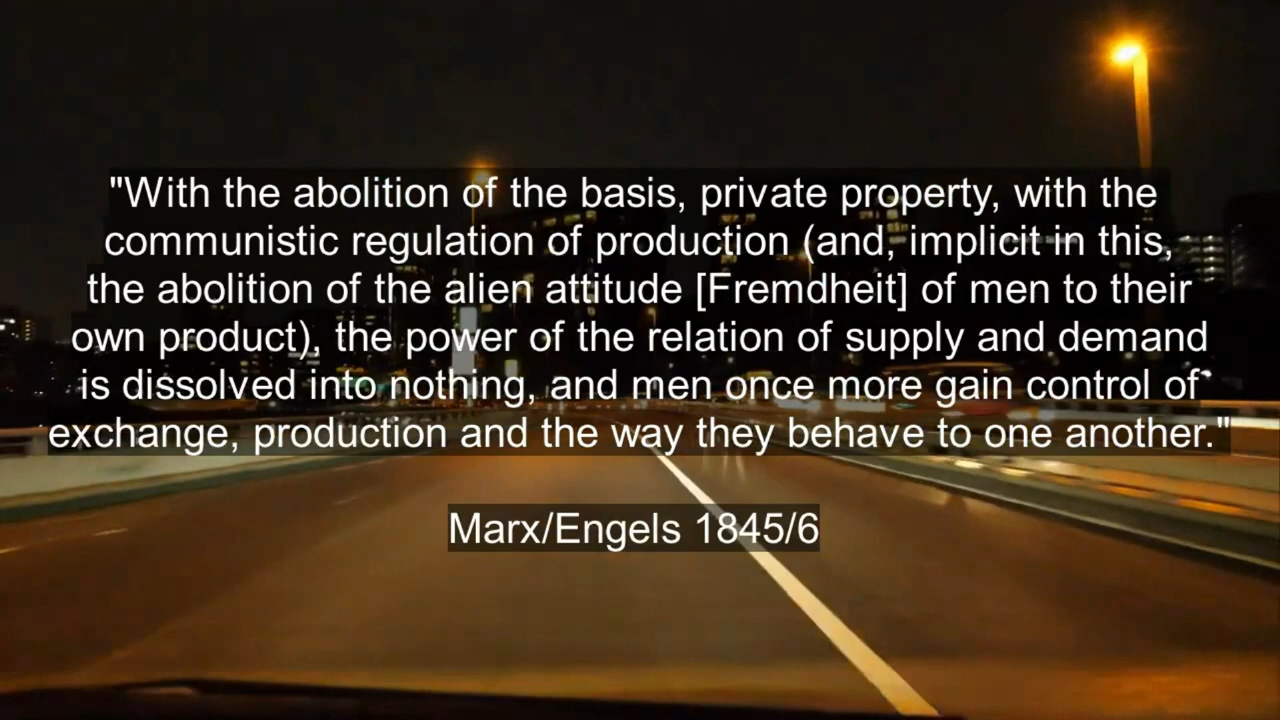 "With the abolition of the basis, private property, with the
communistic regulation of production (and, implicit in this,
the abolition of the alien attitude [Fremdheit] of men to their
own product), the power of the relation of supply and demand
is dissolved into nothing, and men once more gain control of
exchange, production and the way they behave to one another."
Marx/Engels 1845/6